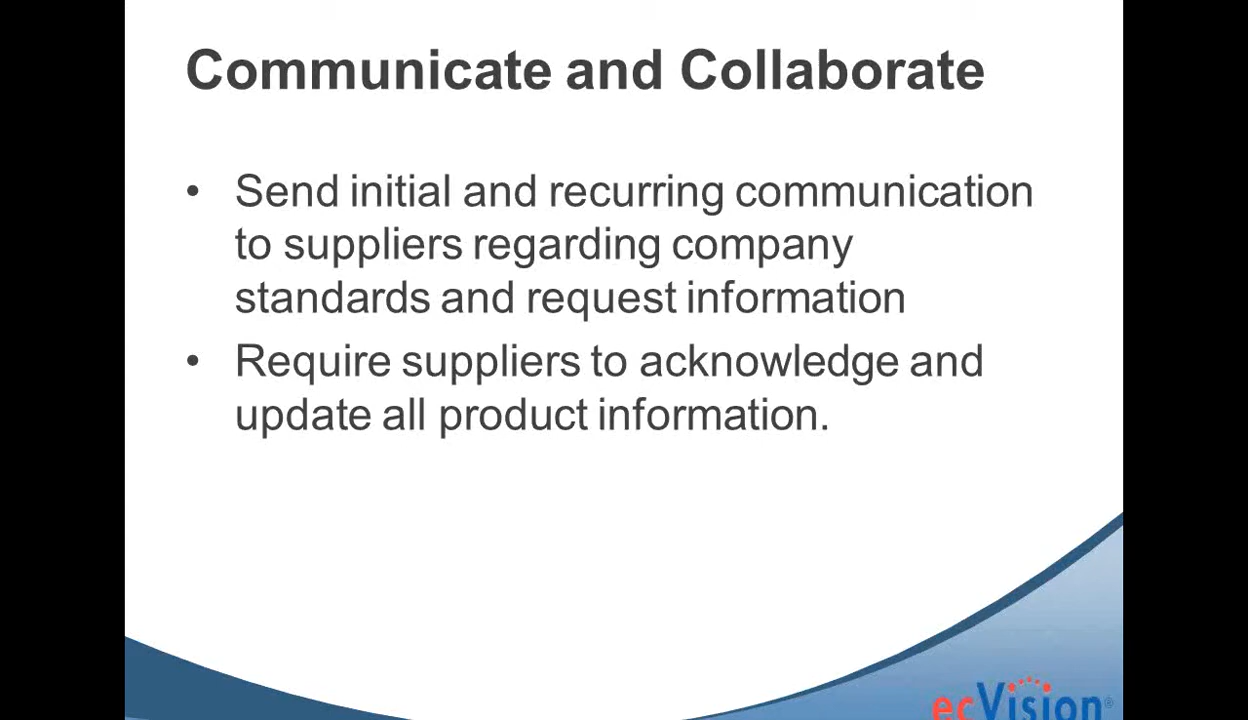 Communicate and Collaborate
• Send initial and recurring communication
to suppliers regarding company
standards and request information
• Require suppliers to acknowledge and
update all product information.
ecVision®